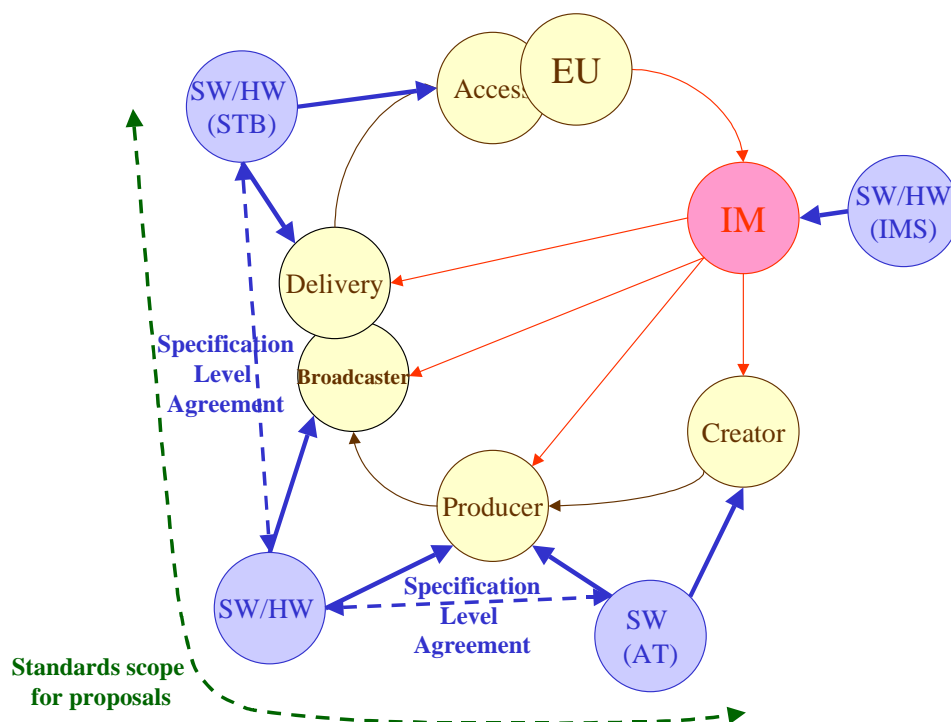 EU
Access
SW/HW
(STB)
IM
SW/HW
(IMS)
Delivery
Specification
Level
Agreement
Broadcaster
Creator
Producer
SW/HW
Specification
Level
Agreement
SW
(AT)
Standards scope
for proposals